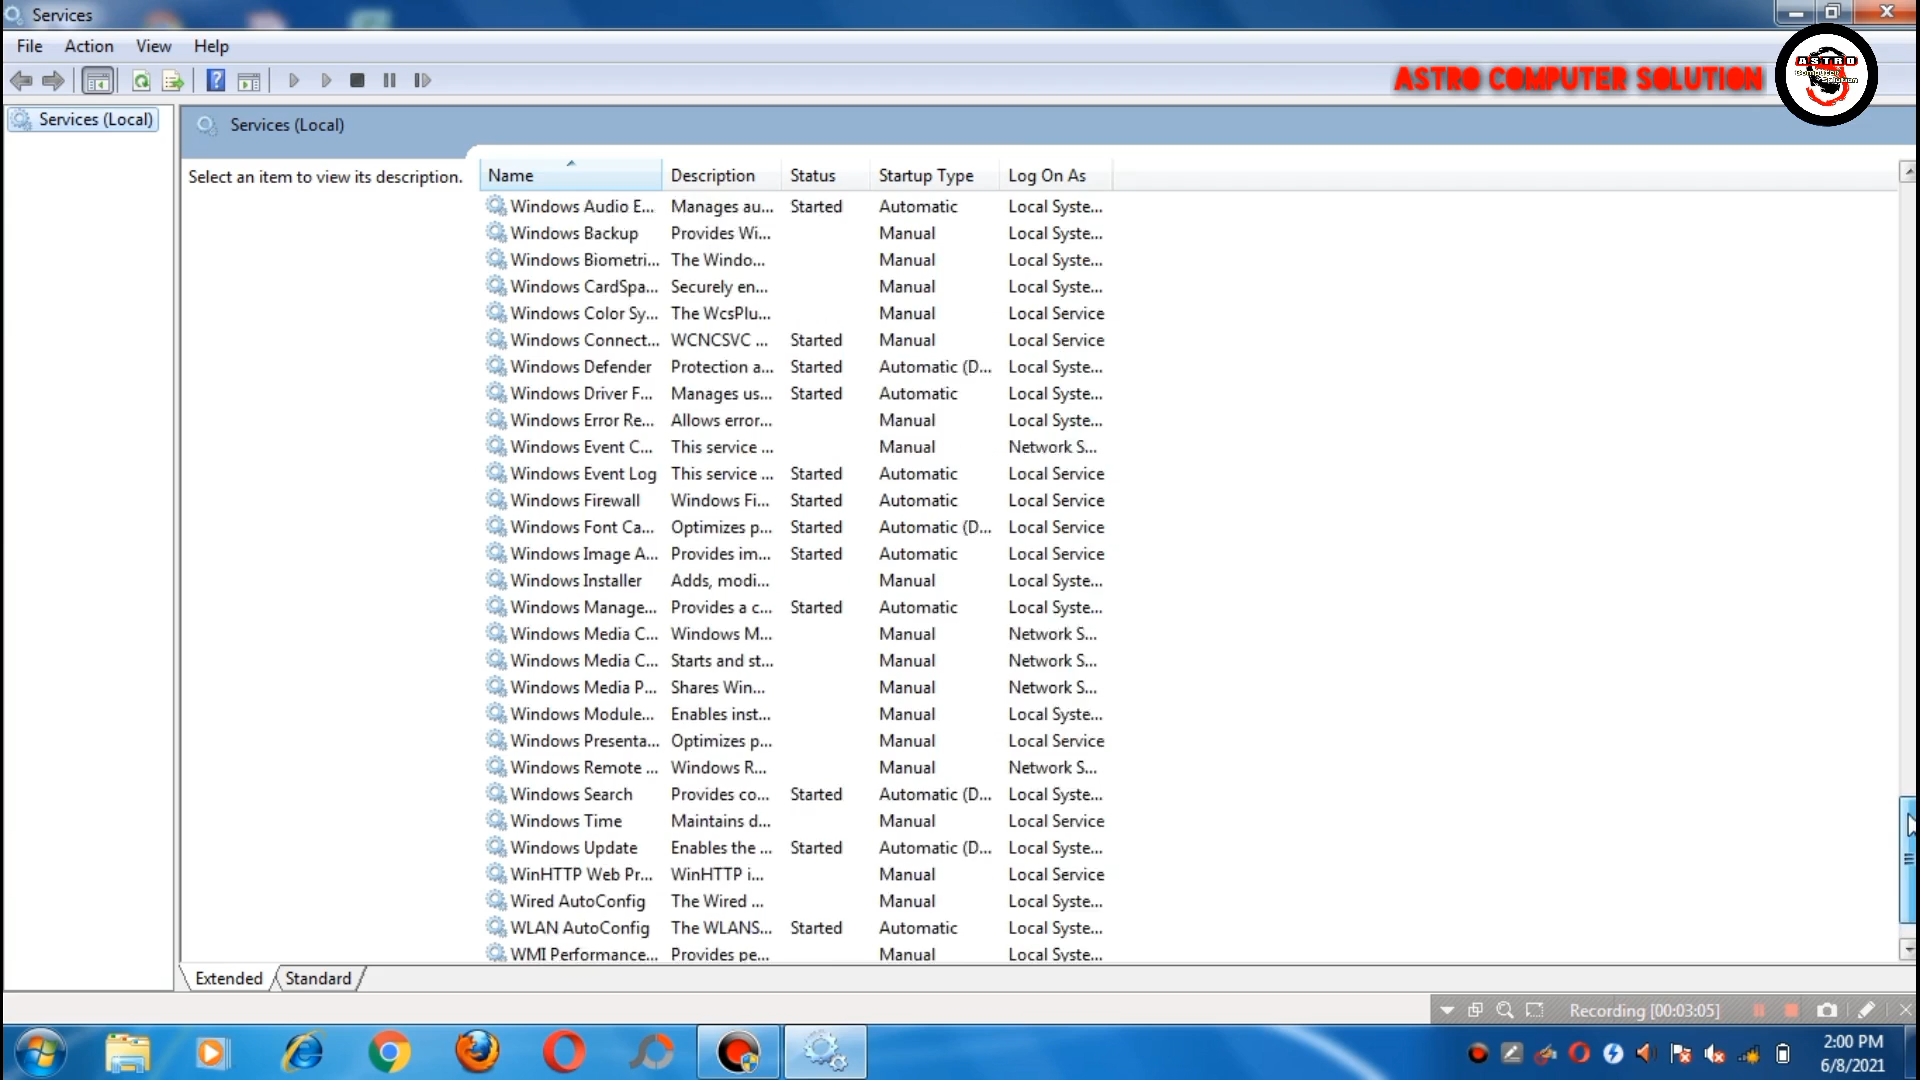 Services
File Action View Help
ASTRO COMPUTER SOLUTION
ASTRO
Computer
Solution
Services (Local)
Services (Local)
Select an item to view its description.
Name Description Status Startup Type Log On As
Windows Audio E... Manages au... Started Automatic Local Syste...
Windows Backup Provides Wi... Manual Local Syste...
Windows Biometri... The Windo... Manual Local Syste...
Windows CardSpa... Securely en... Manual Local Syste...
Windows Color Sy... The WcsPlu... Manual Local Service
Windows Connect... WCNCSVC ... Started Manual Local Service
Windows Defender Protection a... Started Automatic (D... Local Syste...
Windows Driver F... Manages us... Started Automatic Local Syste...
Windows Error Re... Allows error... Manual Local Syste...
Windows Event C... This service ... Manual Network S...
Windows Event Log This service ... Started Automatic Local Service
Windows Firewall Windows Fi... Started Automatic Local Service
Windows Font Ca... Optimizes p... Started Automatic (D... Local Service
Windows Image A... Provides im... Started Automatic Local Service
Windows Installer Adds, modi... Manual Local Syste...
Windows Manage... Provides a c... Started Automatic Local Syste...
Windows Media C... Windows M... Manual Network S...
Windows Media C... Starts and st... Manual Network S...
Windows Media P... Shares Win... Manual Network S...
Windows Module... Enables inst... Manual Local Syste...
Windows Presenta... Optimizes p... Manual Local Service
Windows Remote ... Windows R... Manual Network S...
Windows Search Provides co... Started Automatic (D... Local Syste...
Windows Time Maintains d... Manual Local Service
Windows Update Enables the ... Started Automatic (D... Local Syste...
WinHTTP Web Pr... WinHTTP i... Manual Local Service
Wired AutoConfig The Wired ... Manual Local Syste...
WLAN AutoConfig The WLANS... Started Automatic Local Syste...
WMI Performance... Provides pe... Manual Local Syste...
Extended Standard
Recording [00:03:05]
2:00 PM
6/8/2021